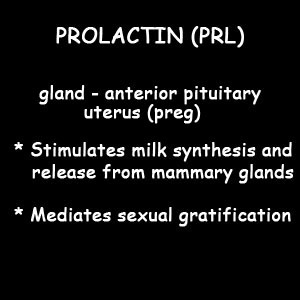 PROLACTIN (PRL)
gland - anterior pituitary
uterus (preg)
* Stimulates milk synthesis and
release from mammary glands
* Mediates sexual gratification